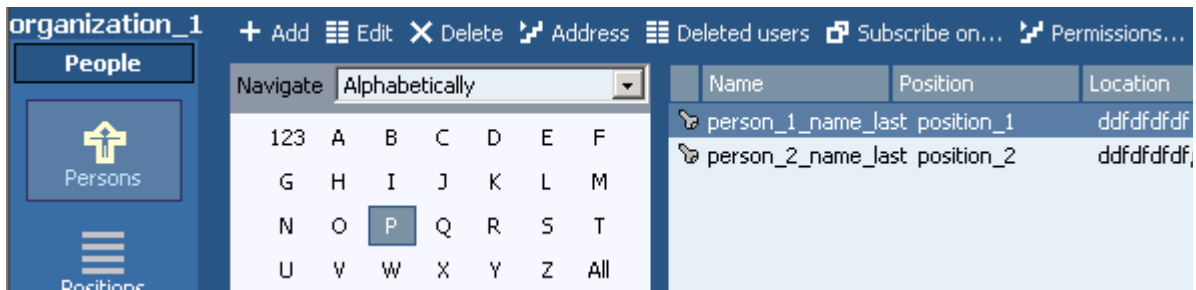 organization_1
People
Persons
Positions
Add Edit Delete Address Deleted users Subscribe on... Permissions...
Navigate Alphabetically
123 A B C D E F
G H I J K L M
N O P Q R S T
U V W X Y Z All
Name Position Location
person_1_name_last position_1 ddfdfdfdf
person_2_name_last position_2 ddfdfdfdf,